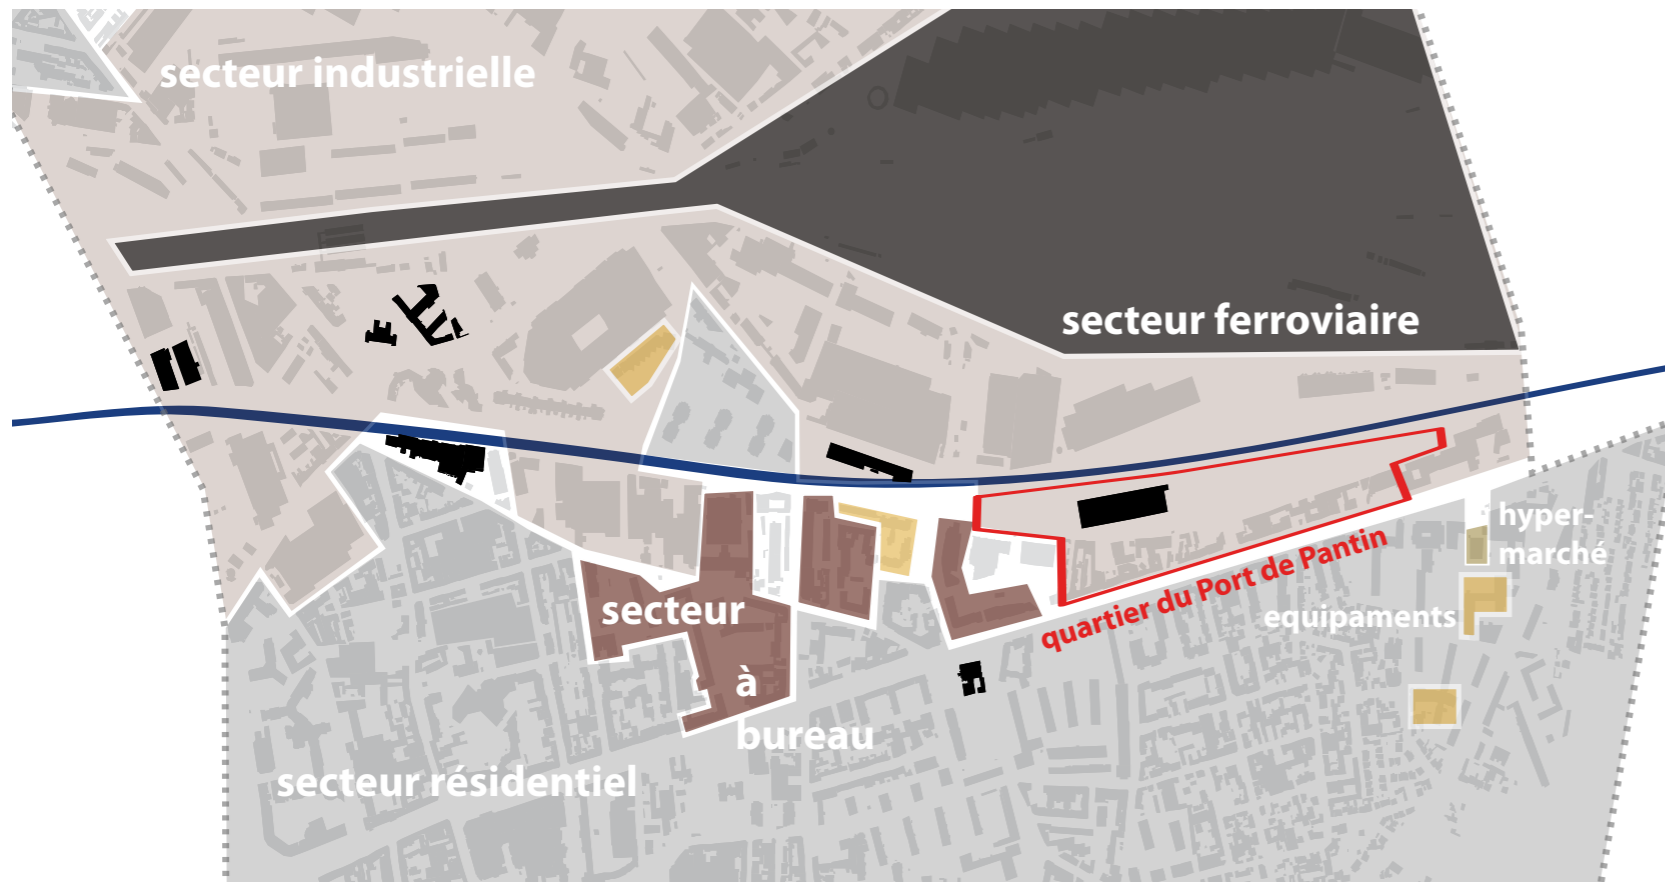 secteur industrielle
secteur ferroviaire
hyper-
marché
quartier du Port de Pantin
equipaments
secteur
à
bureau
secteur résidentiel